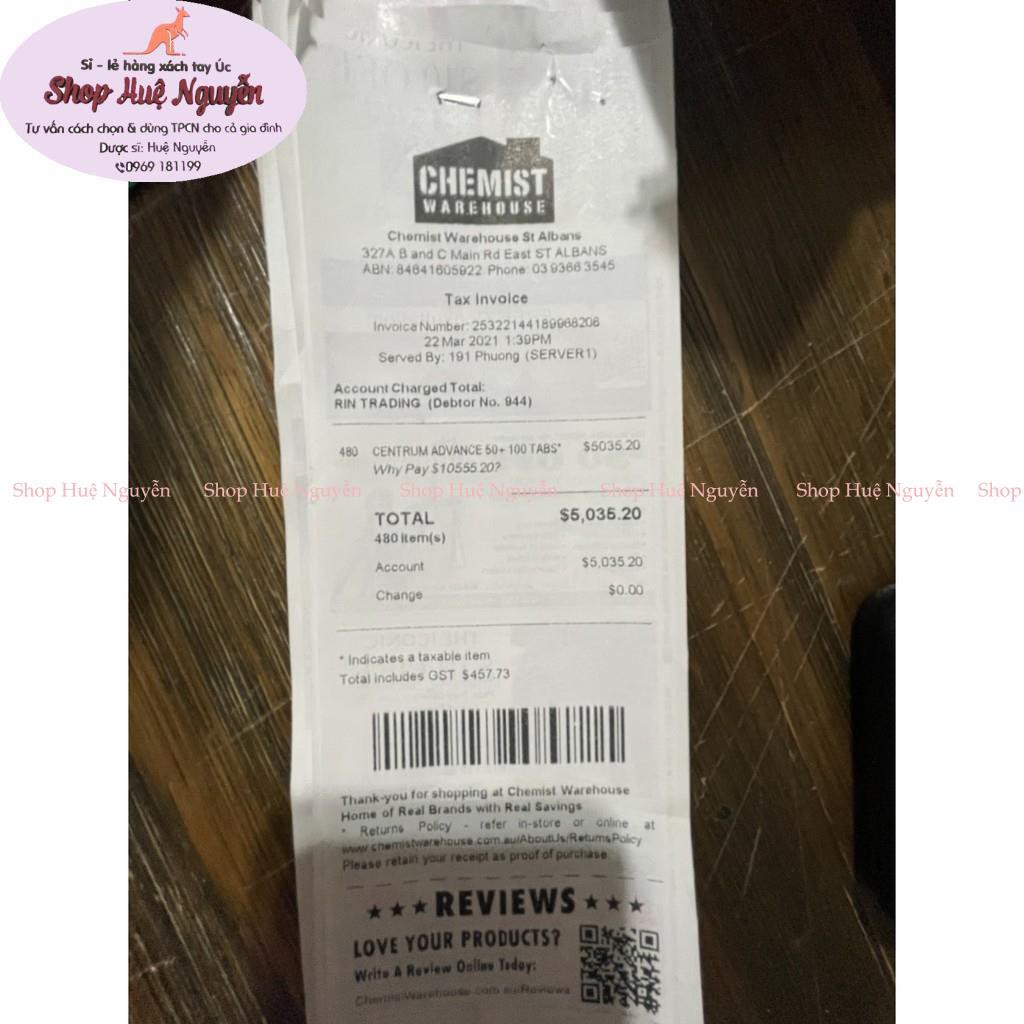 Sỉ - lẻ hàng xách tay Úc
Shop Huệ Nguyễn
Tư vấn cách chọn & dùng TPCN cho cả gia đình
Dược sĩ: Huệ Nguyễn
0969 181199
CHEMIST
WAREHOUSE
Chemist Warehouse St Albans
327A B and C Main Rd East ST ALBANS
ABN: 84641605922 Phone: 03 9366 3545
Tax Invoice
Invoice Number: 25322144189968208
22 Mar 2021 1:39PM
Served By: 191 Phuong (SERVER1)
Account Charged Total:
RIN TRADING (Debtor No. 944)
480 CENTRUM ADVANCE 50+ 100 TABS* $5035.20
Why Pay $10555.20?
Shop Huệ Nguyễn Shop Huệ Nguyễn Shop Huệ Nguyễn Shop Huệ Nguyễn Shop Huệ Nguyễn Shop
TOTAL $5,035.20
480 item(s)
Account $5,035.20
Change $0.00
* Indicates a taxable item
Total includes GST $457.73
Thank-you for shopping at Chemist Warehouse
Home of Real Brands with Real Savings
* Returns Policy - refer in-store or online at
www.chemistwarehouse.com.au/AboutUs/ReturnsPolicy
Please retain your receipt as proof of purchase
★★★ REVIEWS ★★★
LOVE YOUR PRODUCTS?
Write A Review Online Today:
ChemistWarehouse.com.au/Reviews